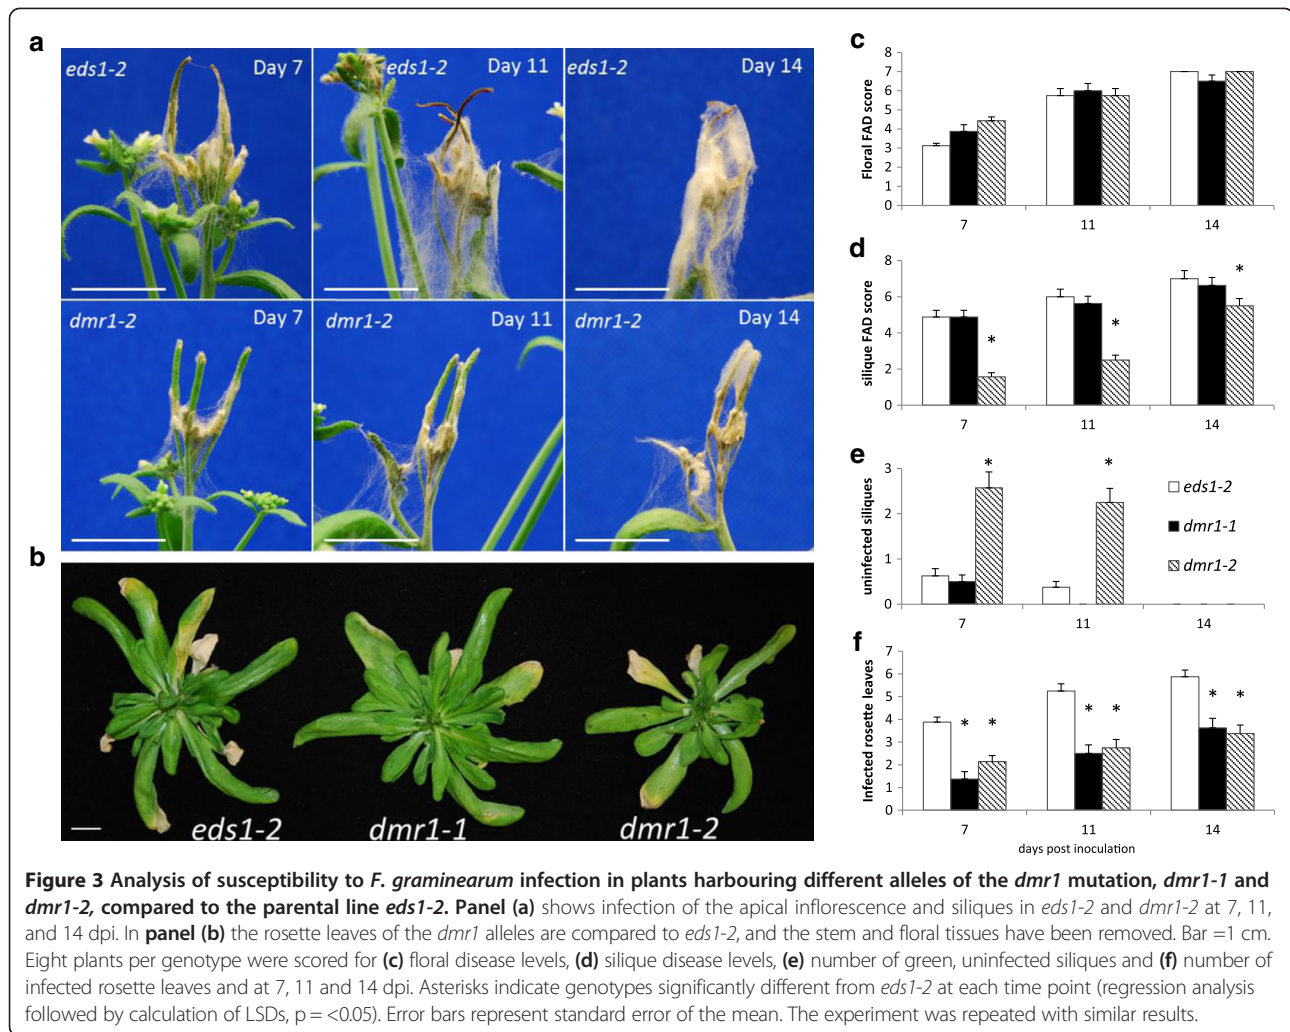 a
eds1-2 Day 7
eds1-2 Day 11
eds1-2 Day 14
dmr1-2 Day 7
dmr1-2 Day 11
dmr1-2 Day 14
b
eds1-2 dmr1-1 dmr1-2
c
Floral FAD score
8
7
6
5
4
3
2
1
0
7 11 14
d
silique FAD score
8
6
4
2
0
* * *
7 11 14
e
uninfected siliques
3
2
1
0
* *
eds1-2
dmr1-1
dmr1-2
7 11 14
f
Infected rosette leaves
7
6
5
4
3
2
1
0
* * * * * *
7 11 14
days post inoculation
Figure 3 Analysis of susceptibility to F. graminearum infection in plants harbouring different alleles of the dmr1 mutation, dmr1-1 and
dmr1-2, compared to the parental line eds1-2. Panel (a) shows infection of the apical inflorescence and siliques in eds1-2 and dmr1-2 at 7, 11,
and 14 dpi. In panel (b) the rosette leaves of the dmr1 alleles are compared to eds1-2, and the stem and floral tissues have been removed. Bar =1 cm.
Eight plants per genotype were scored for (c) floral disease levels, (d) silique disease levels, (e) number of green, uninfected siliques and (f) number of
infected rosette leaves and at 7, 11 and 14 dpi. Asterisks indicate genotypes significantly different from eds1-2 at each time point (regression analysis
followed by calculation of LSDs, p = <0.05). Error bars represent standard error of the mean. The experiment was repeated with similar results.